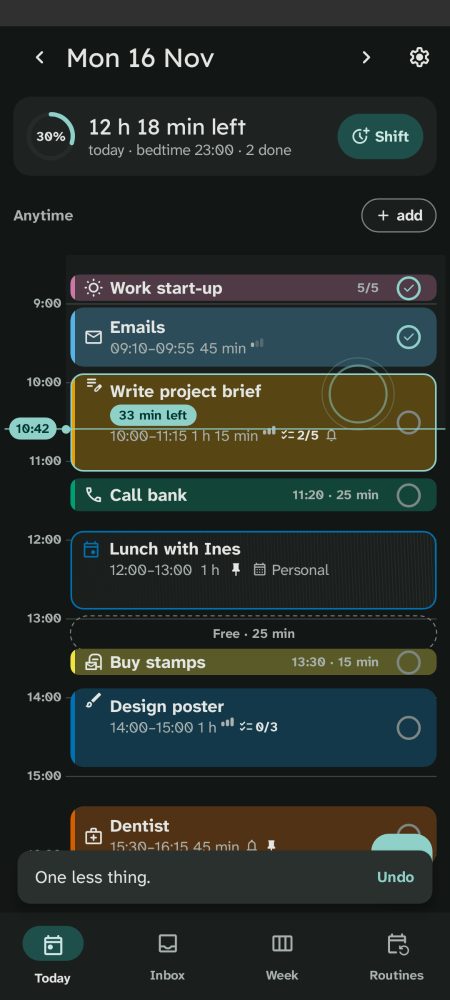 Mon 16 Nov
30%
12 h 18 min left
today · bedtime 23:00 · 2 done
Shift
Anytime
+ add
Work start-up
5/5
9:00
Emails
09:10–09:55 45 min
10:00
Write project brief
33 min left
10:42
10:00–11:15 1 h 15 min
2/5
11:00
Call bank
11:20 · 25 min
12:00
Lunch with Ines
12:00–13:00 1 h
Personal
13:00
Free · 25 min
Buy stamps
13:30 · 15 min
14:00
Design poster
14:00–15:00 1 h
0/3
15:00
Dentist
15:30–16:15 45 min
One less thing.
Undo
Today
Inbox
Week
Routines